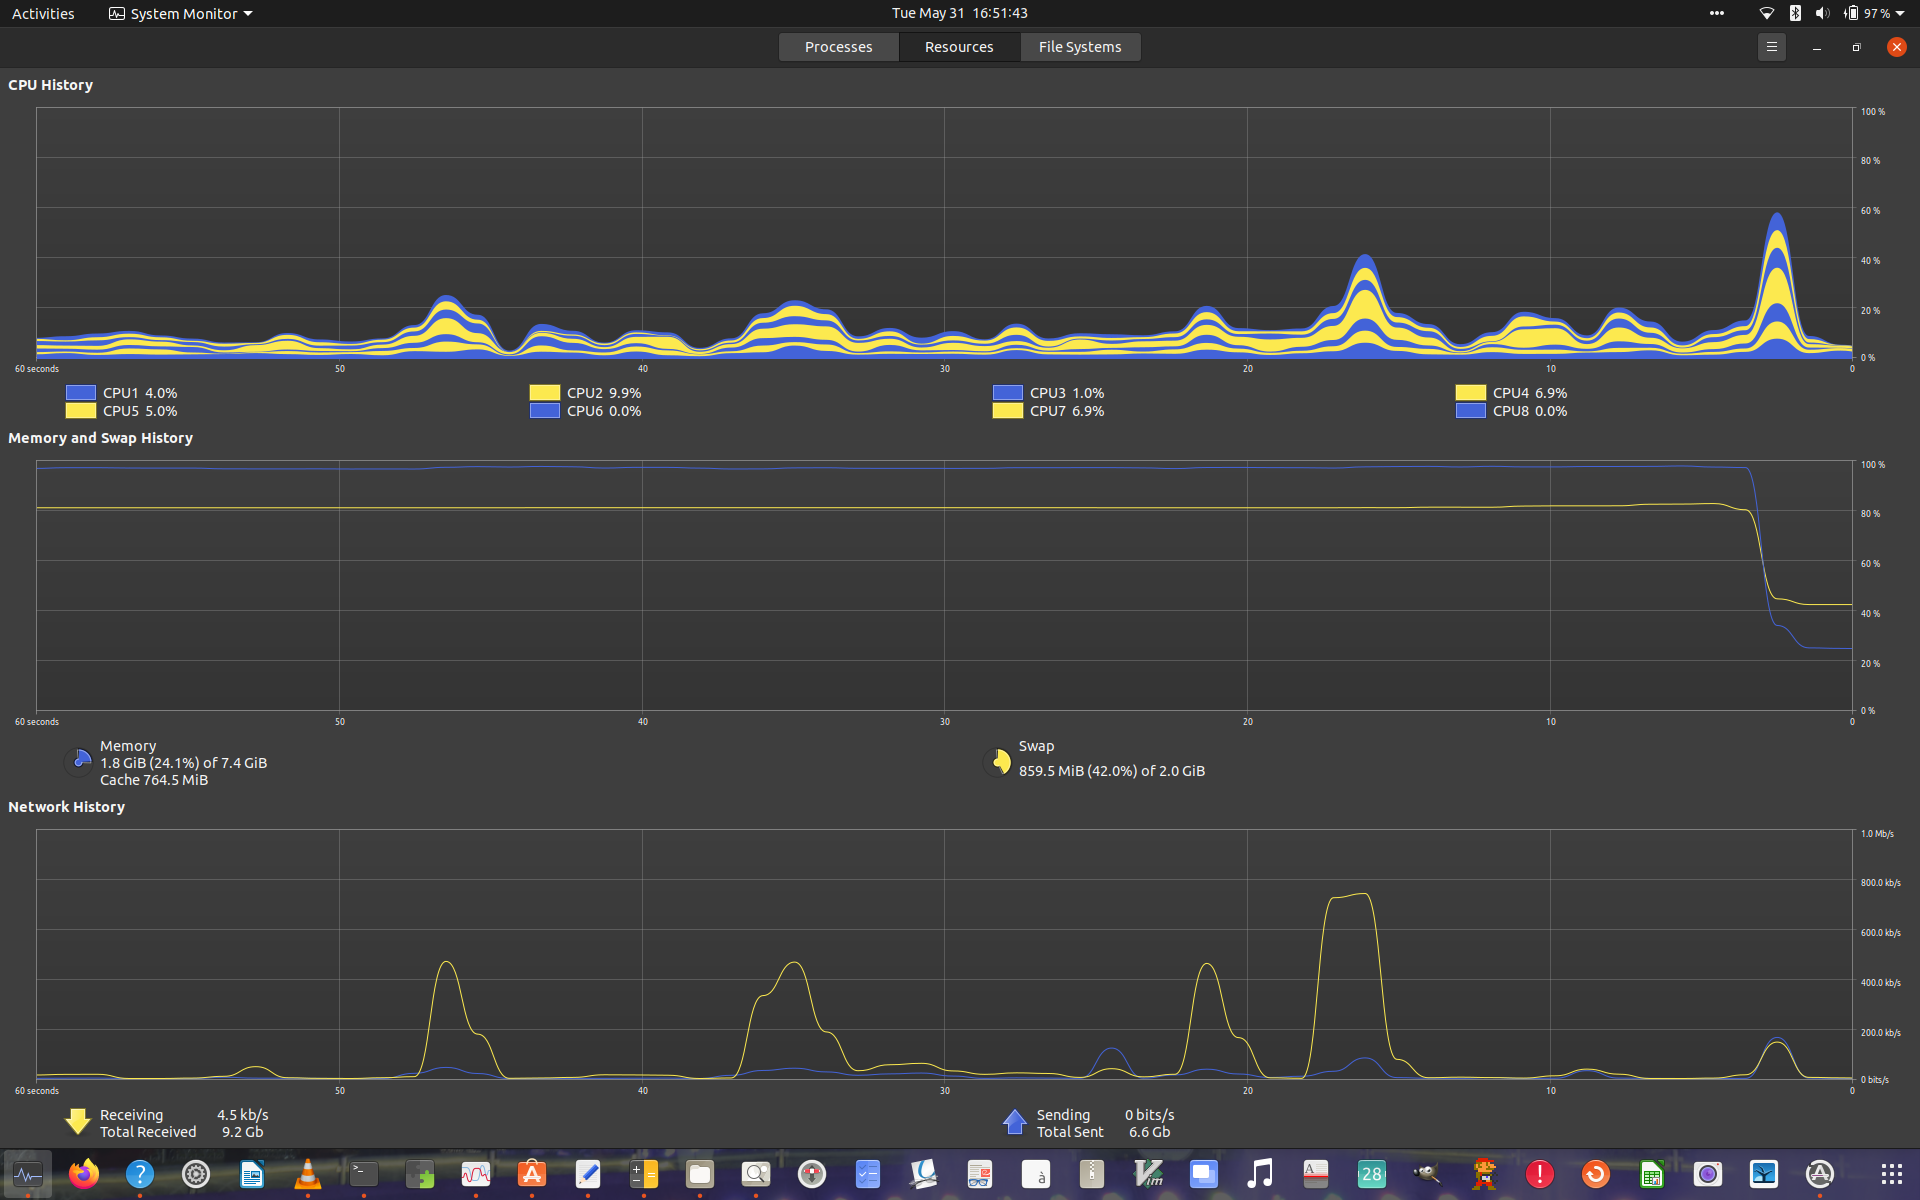 Activities System Monitor Tue May 31 16:51:43 97 %
Processes Resources File Systems
CPU History
100 %
80 %
60 %
40 %
20 %
0 %
60 seconds 50 40 30 20 10 0
CPU1 4.0% CPU2 9.9% CPU3 1.0% CPU4 6.9%
CPU5 5.0% CPU6 0.0% CPU7 6.9% CPU8 0.0%
Memory and Swap History
100 %
80 %
60 %
40 %
20 %
0 %
60 seconds 50 40 30 20 10 0
Memory
1.8 GiB (24.1%) of 7.4 GiB
Cache 764.5 MiB
Swap
859.5 MiB (42.0%) of 2.0 GiB
Network History
1.0 Mb/s
800.0 kb/s
600.0 kb/s
400.0 kb/s
200.0 kb/s
0 bits/s
60 seconds 50 40 30 20 10 0
Receiving 4.5 kb/s
Total Received 9.2 Gb
Sending 0 bits/s
Total Sent 6.6 Gb
? >_ à Vim A 28 !